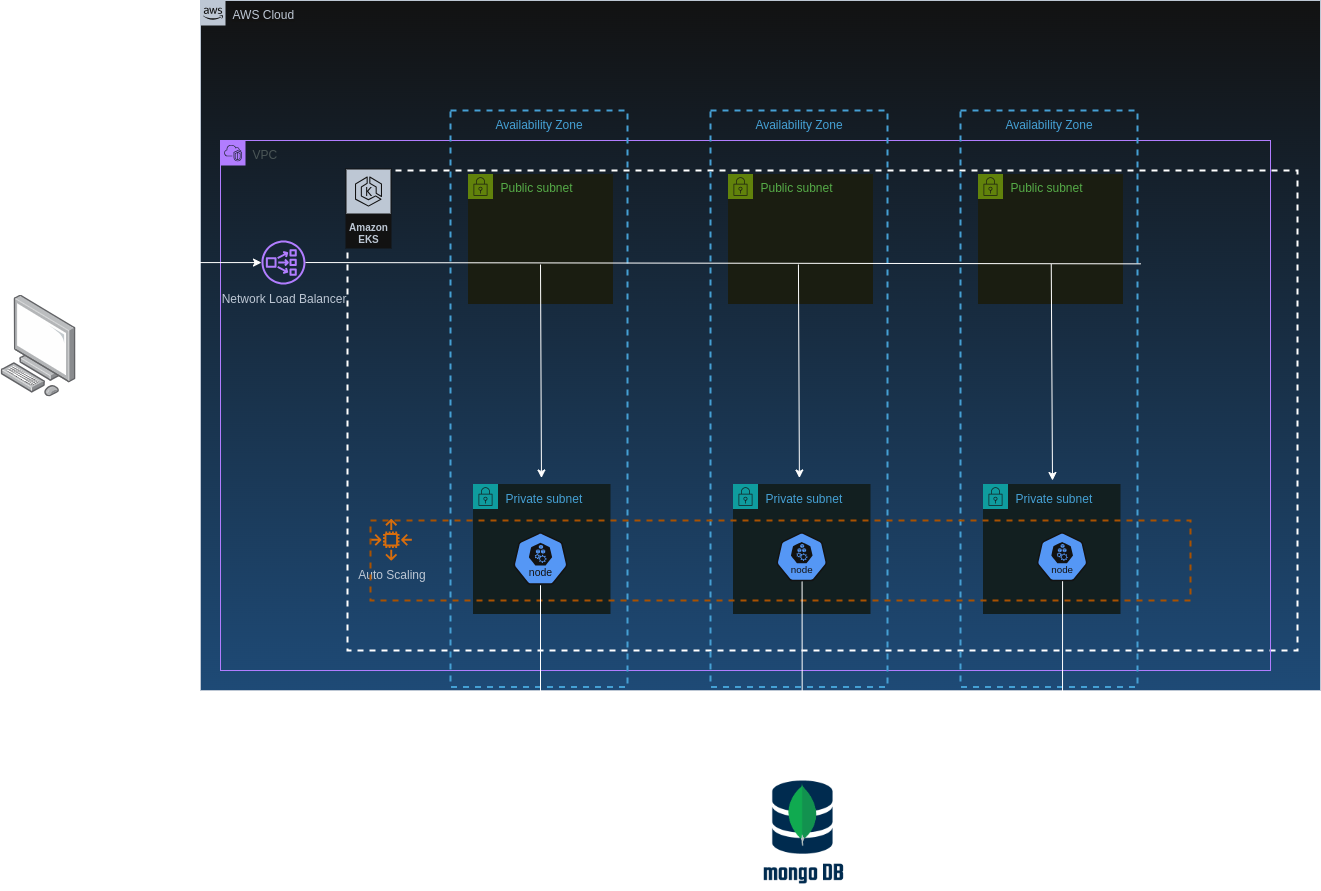 aws
AWS Cloud
Availability Zone
Availability Zone
Availability Zone
VPC
K
Amazon
EKS
Public subnet
Public subnet
Public subnet
Network Load Balancer
Private subnet
Private subnet
Private subnet
Auto Scaling
node
node
node
mongo DB